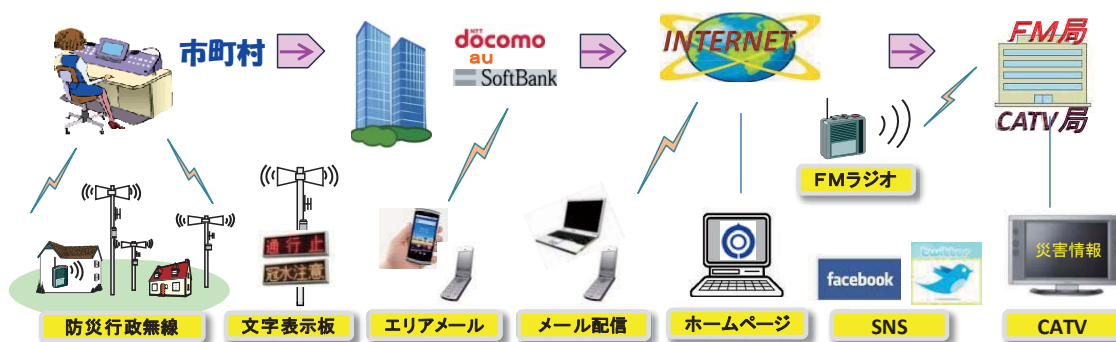 市町村
NTT
docomo
au
SoftBank
INTERNET
FM局
CATV局
FMラジオ
通行止
冠水注意
facebook
twitter
災害情報
防災行政無線
文字表示板
エリアメール
メール配信
ホームページ
SNS
CATV